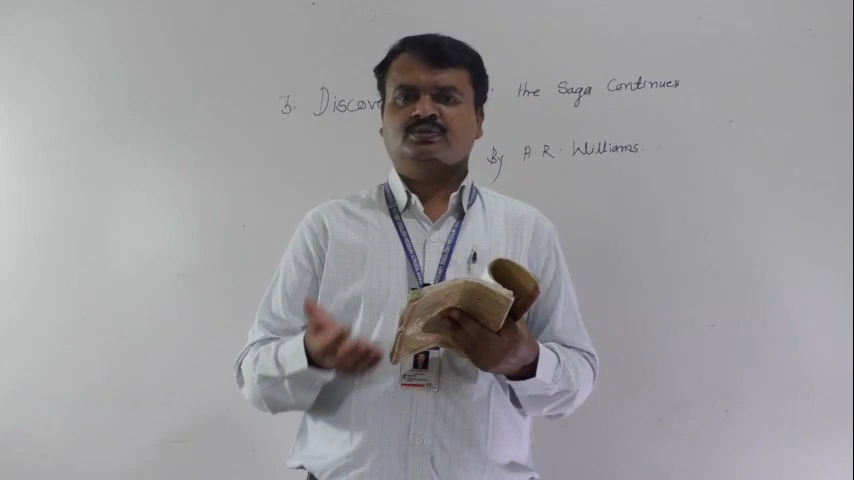 3. Discov . the Saga Continues
By A. R. Williams.